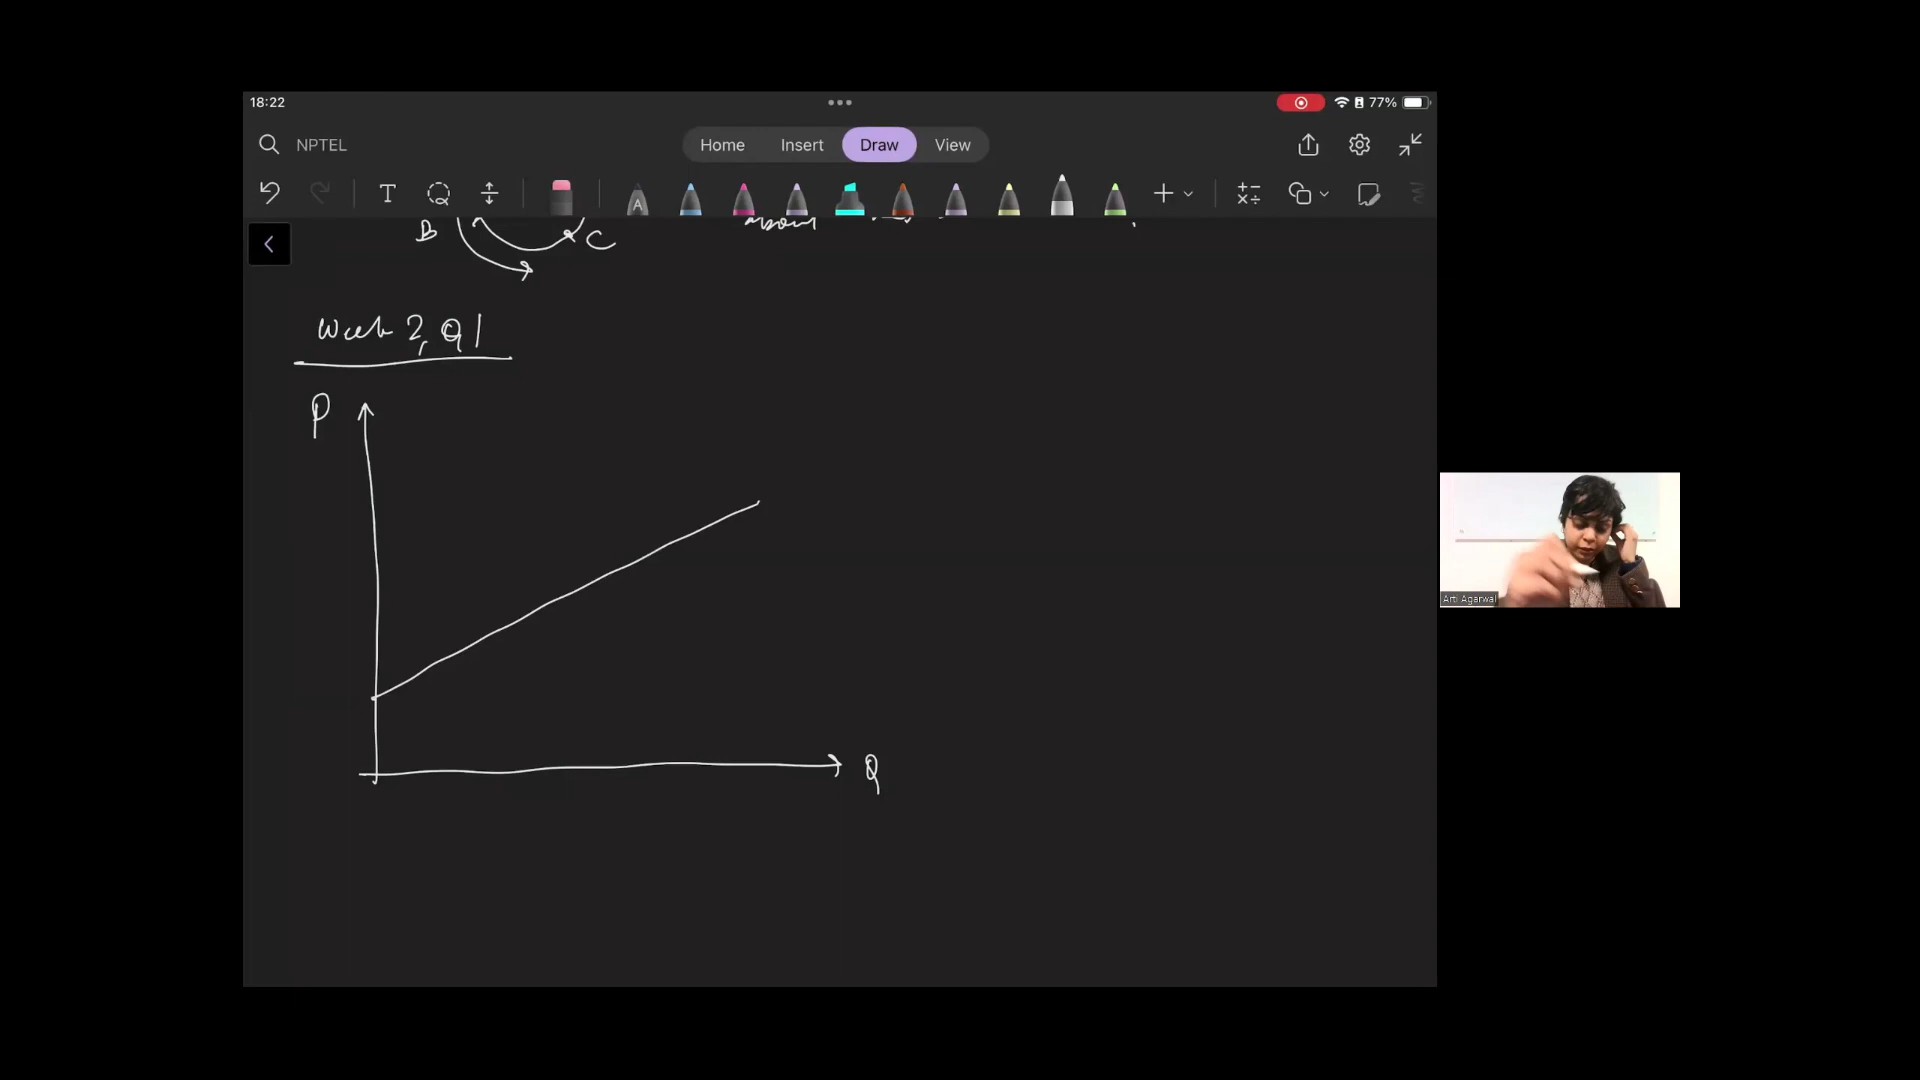 18:22
77%
NPTEL
Home Insert Draw View
T
A
B
C
Week 2, Q1
P
Q
Arti Agarwal